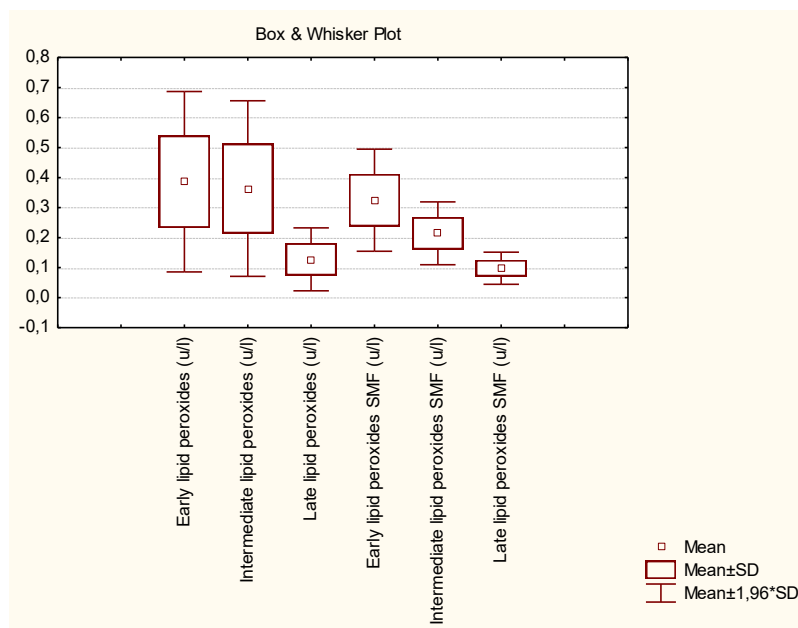 Box & Whisker Plot
0,8
0,7
0,6
0,5
0,4
0,3
0,2
0,1
0,0
-0,1
Early lipid peroxides (u/l)
Intermediate lipid peroxides (u/l)
Late lipid peroxides (u/l)
Early lipid peroxides SMF (u/l)
Intermediate lipid peroxides SMF (u/l)
Late lipid peroxides SMF (u/l)
Mean
Mean±SD
Mean±1,96*SD